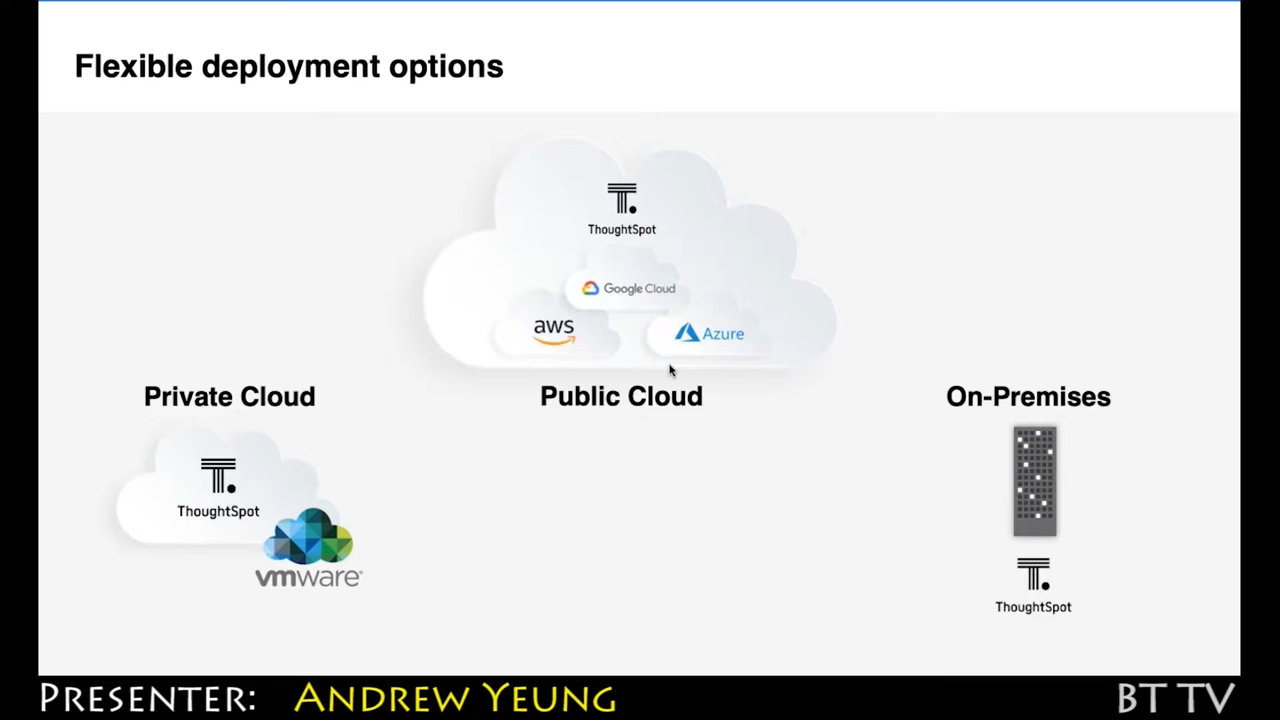 Flexible deployment options
ThoughtSpot
Google Cloud
aws
Azure
Private Cloud
Public Cloud
On-Premises
ThoughtSpot
vmware®
ThoughtSpot
PRESENTER: ANDREW YEUNG
BT TV